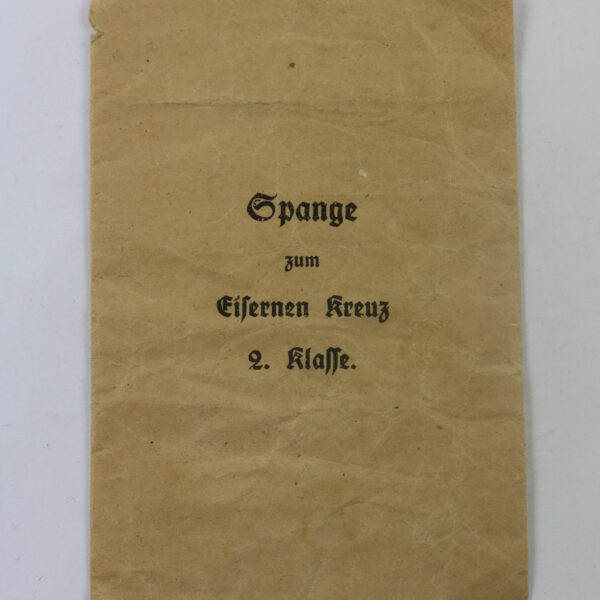 Spange
zum
Eiſernen Kreuz
2. Klaſſe.